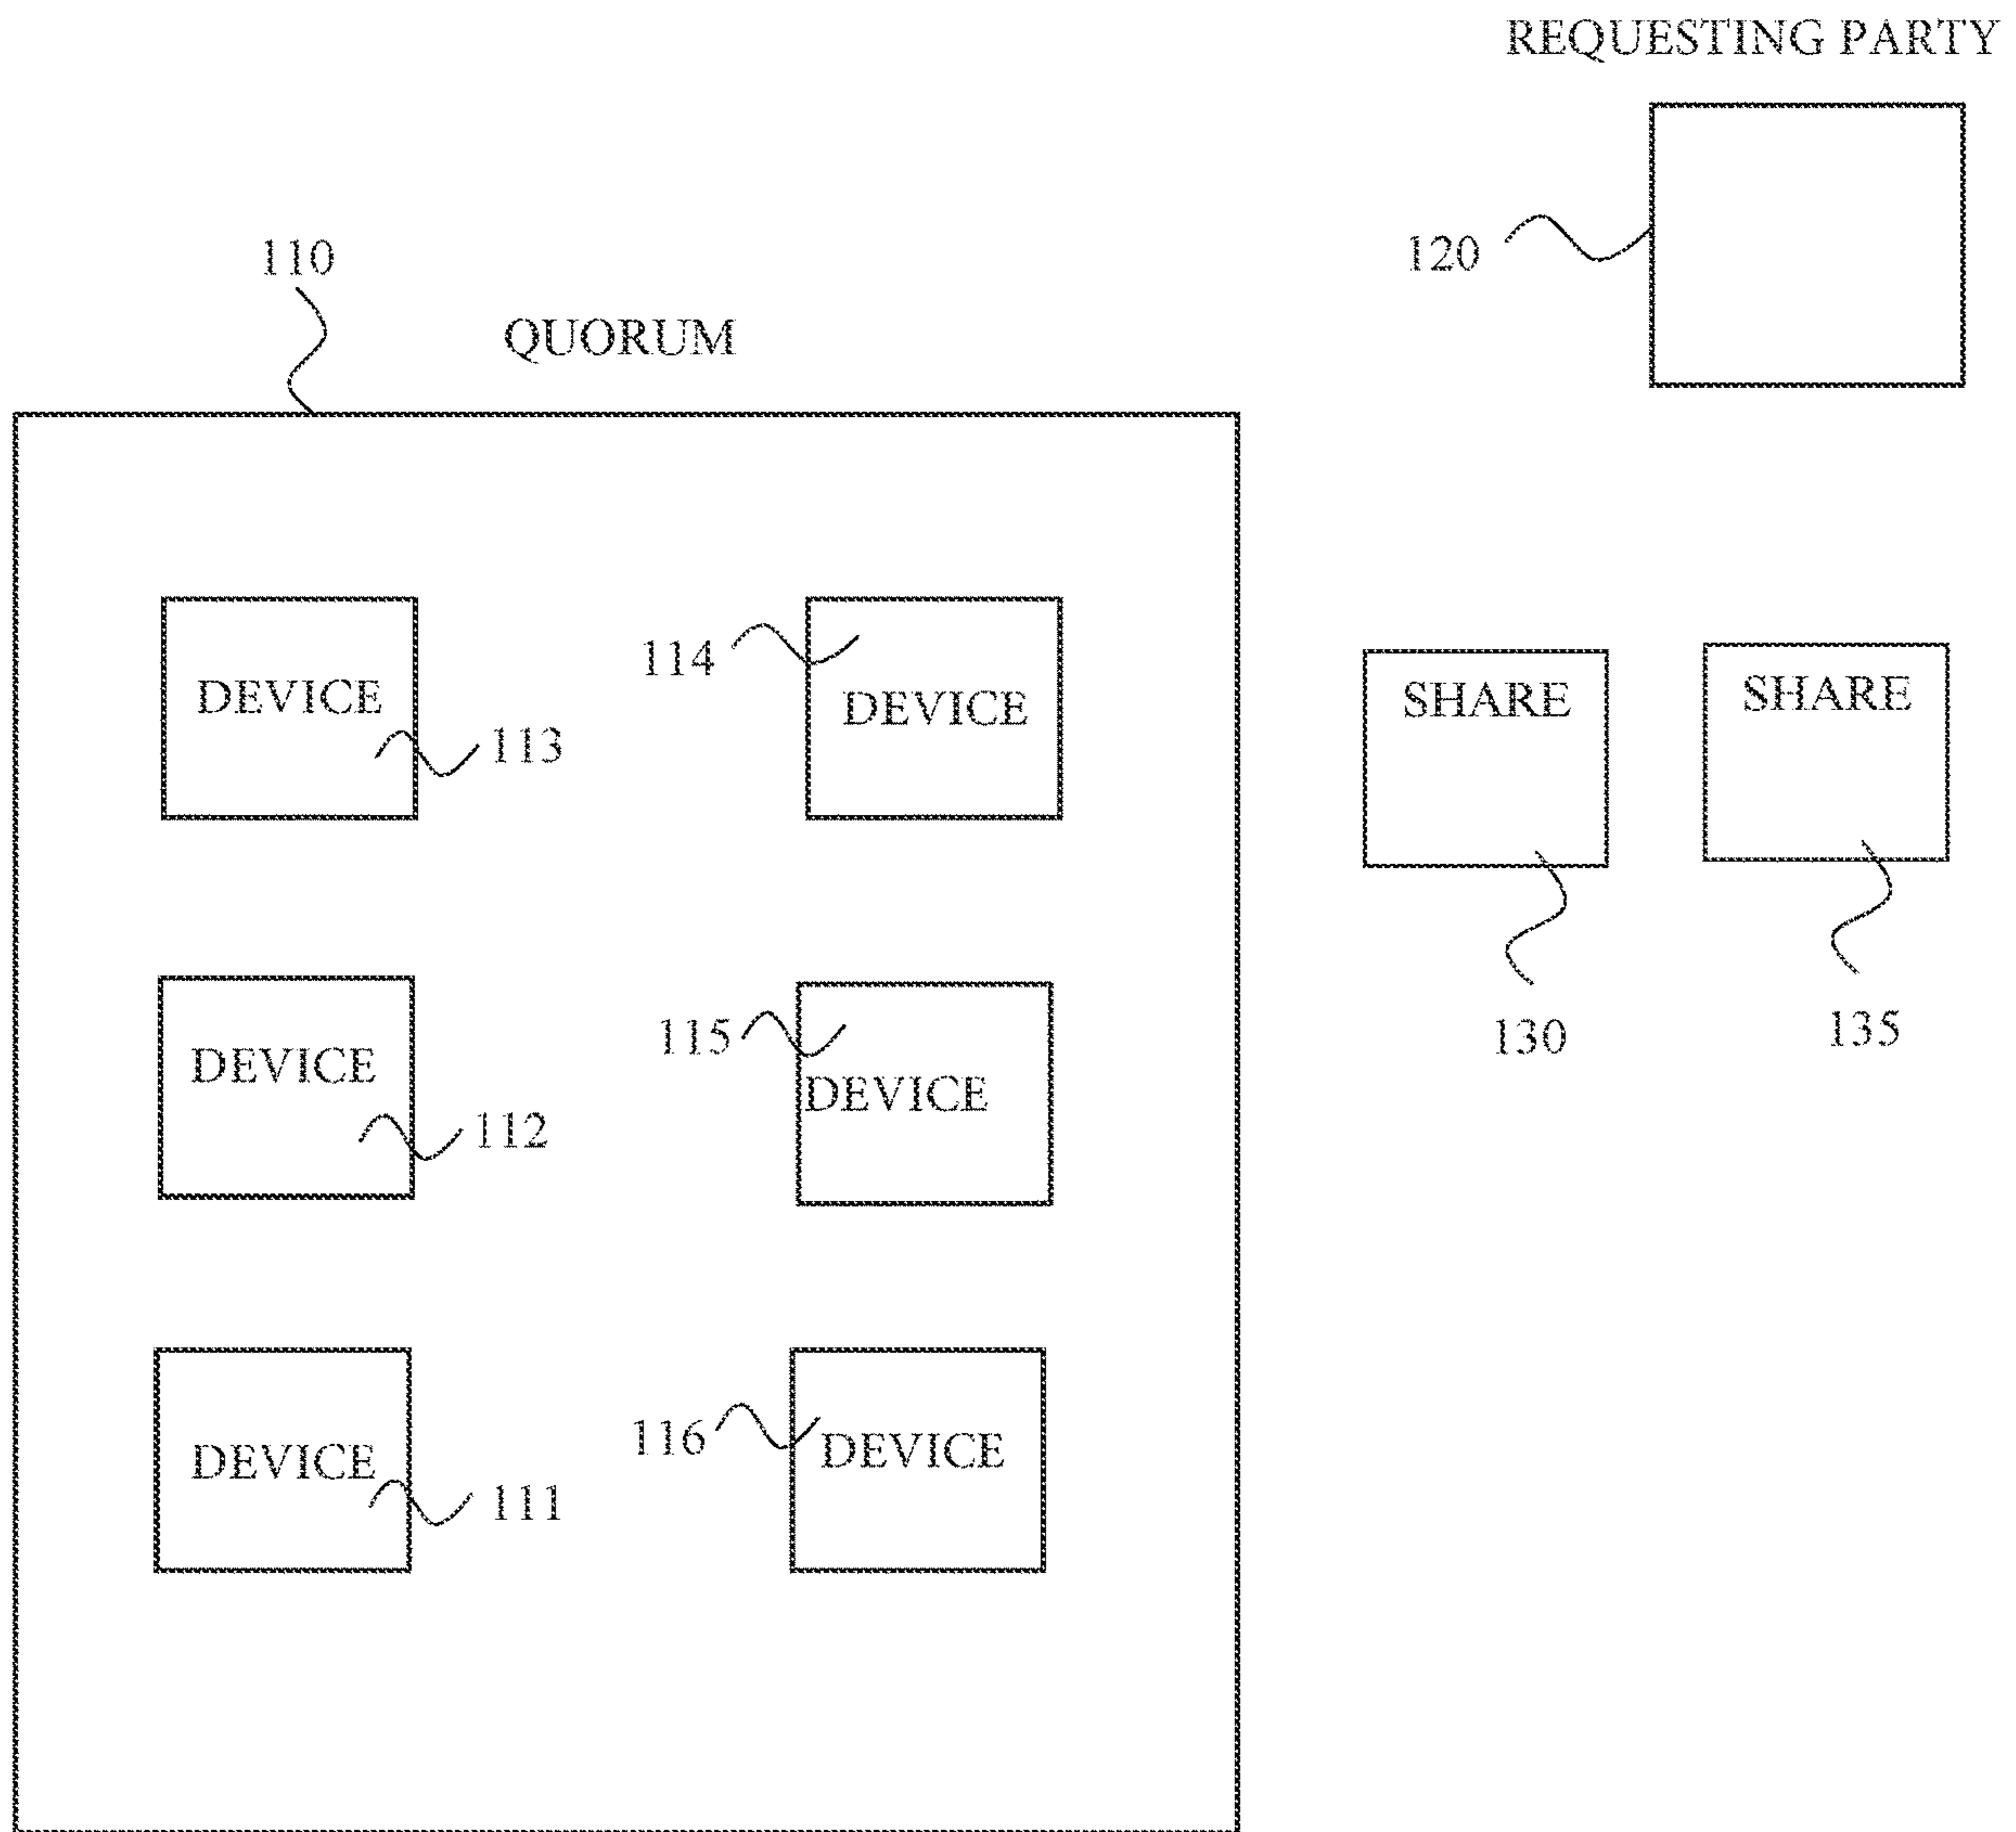 REQUESTING PARTY
120
110
QUORUM
DEVICE
113
114
DEVICE
SHARE
SHARE
130
135
DEVICE
112
115
DEVICE
DEVICE
111
116
DEVICE